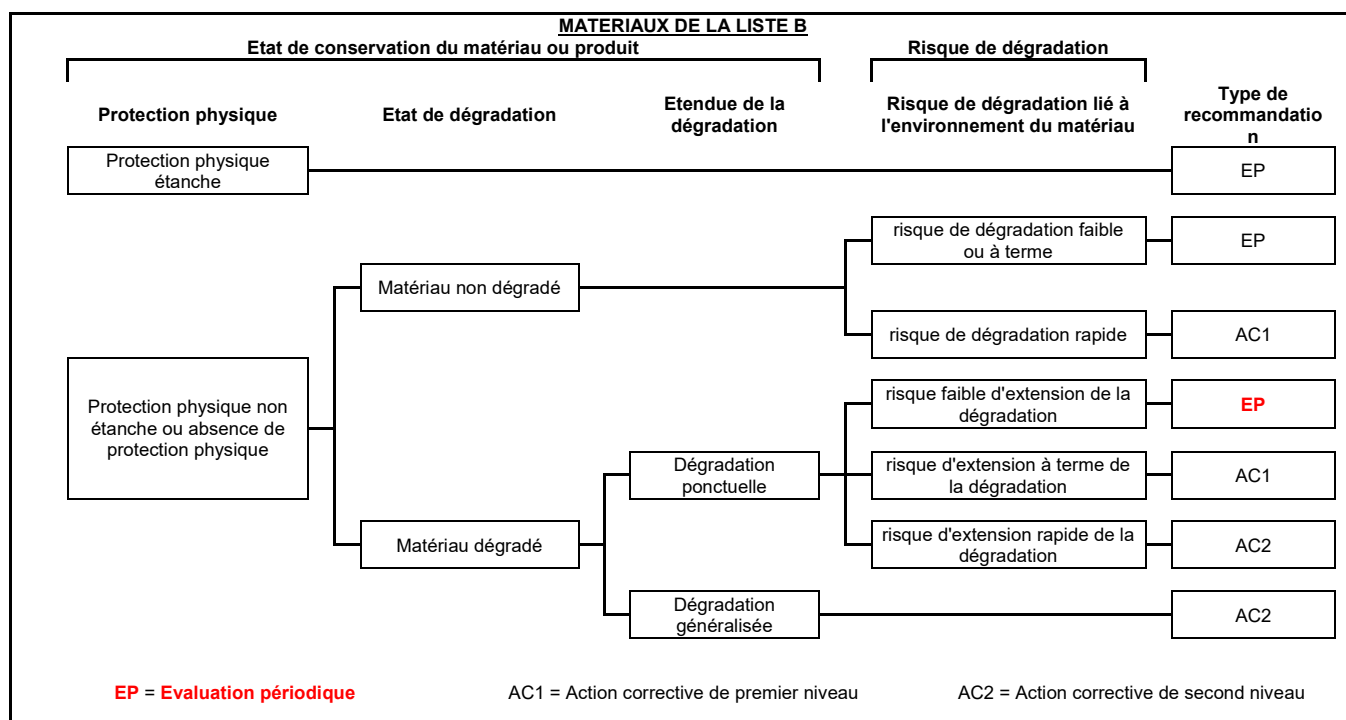 MATERIAUX DE LA LISTE B
Etat de conservation du matériau ou produit
Risque de dégradation
Protection physique
Etat de dégradation
Etendue de la
dégradation
Risque de dégradation lié à
l'environnement du matériau
Type de
recommandatio
n
Protection physique
étanche
EP
risque de dégradation faible
ou à terme
EP
Matériau non dégradé
risque de dégradation rapide
AC1
Protection physique non
étanche ou absence de
protection physique
risque faible d'extension de la
dégradation
EP
Dégradation
ponctuelle
risque d'extension à terme de
la dégradation
AC1
Matériau dégradé
risque d'extension rapide de la
dégradation
AC2
Dégradation
généralisée
AC2
EP = Evaluation périodique
AC1 = Action corrective de premier niveau
AC2 = Action corrective de second niveau